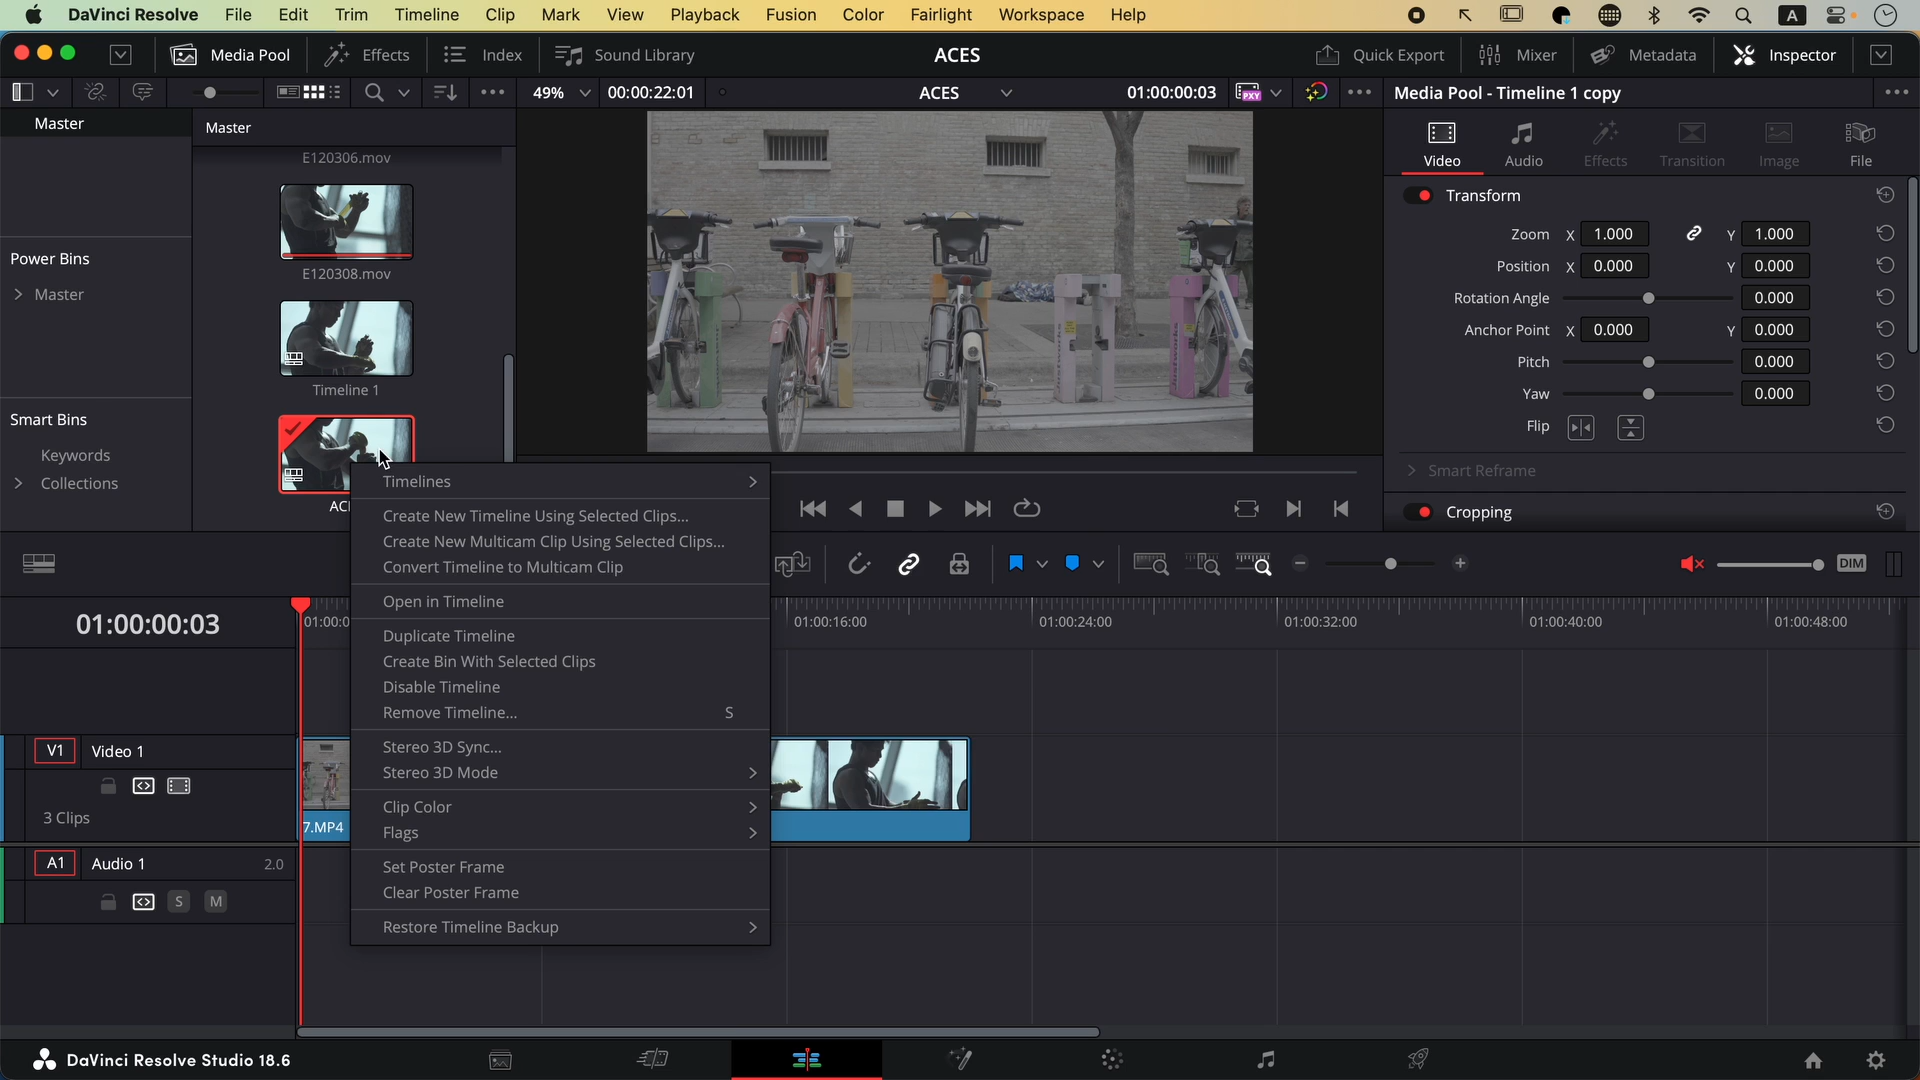 DaVinci Resolve File Edit Trim Timeline Clip Mark View Playback Fusion Color Fairlight Workspace Help A
Media Pool Effects Index Sound Library ACES Quick Export Mixer Metadata Inspector
49% 00:00:22:01 ACES 01:00:00:03 PXY Media Pool - Timeline 1 copy
Master
Master
Power Bins
Master
Smart Bins
Keywords
Collections
E120306.mov
E120308.mov
Timeline 1
Video Audio Effects Transition Image File
Transform
Zoom X 1.000 Y 1.000
Position X 0.000 Y 0.000
Rotation Angle 0.000
Anchor Point X 0.000 Y 0.000
Pitch 0.000
Yaw 0.000
Flip
Smart Reframe
Cropping
Timelines
Create New Timeline Using Selected Clips...
Create New Multicam Clip Using Selected Clips...
Convert Timeline to Multicam Clip
Open in Timeline
Duplicate Timeline
Create Bin With Selected Clips
Disable Timeline
Remove Timeline... S
Stereo 3D Sync...
Stereo 3D Mode
Clip Color
Flags
Set Poster Frame
Clear Poster Frame
Restore Timeline Backup
DIM
01:00:00:03
01:00:0 01:00:16:00 01:00:24:00 01:00:32:00 01:00:40:00 01:00:48:00
V1 Video 1
3 Clips
7.MP4
A1 Audio 1 2.0
S M
DaVinci Resolve Studio 18.6